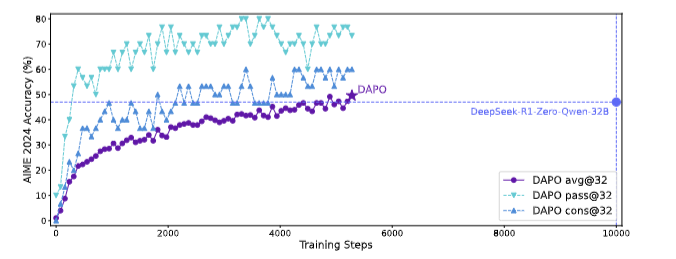 AIME 2024 Accuracy (%)
80
70
60
50
40
30
20
10
0
DAPO
DeepSeek-R1-Zero-Qwen-32B
DAPO avg@32
DAPO pass@32
DAPO cons@32
0 2000 4000 6000 8000 10000
Training Steps